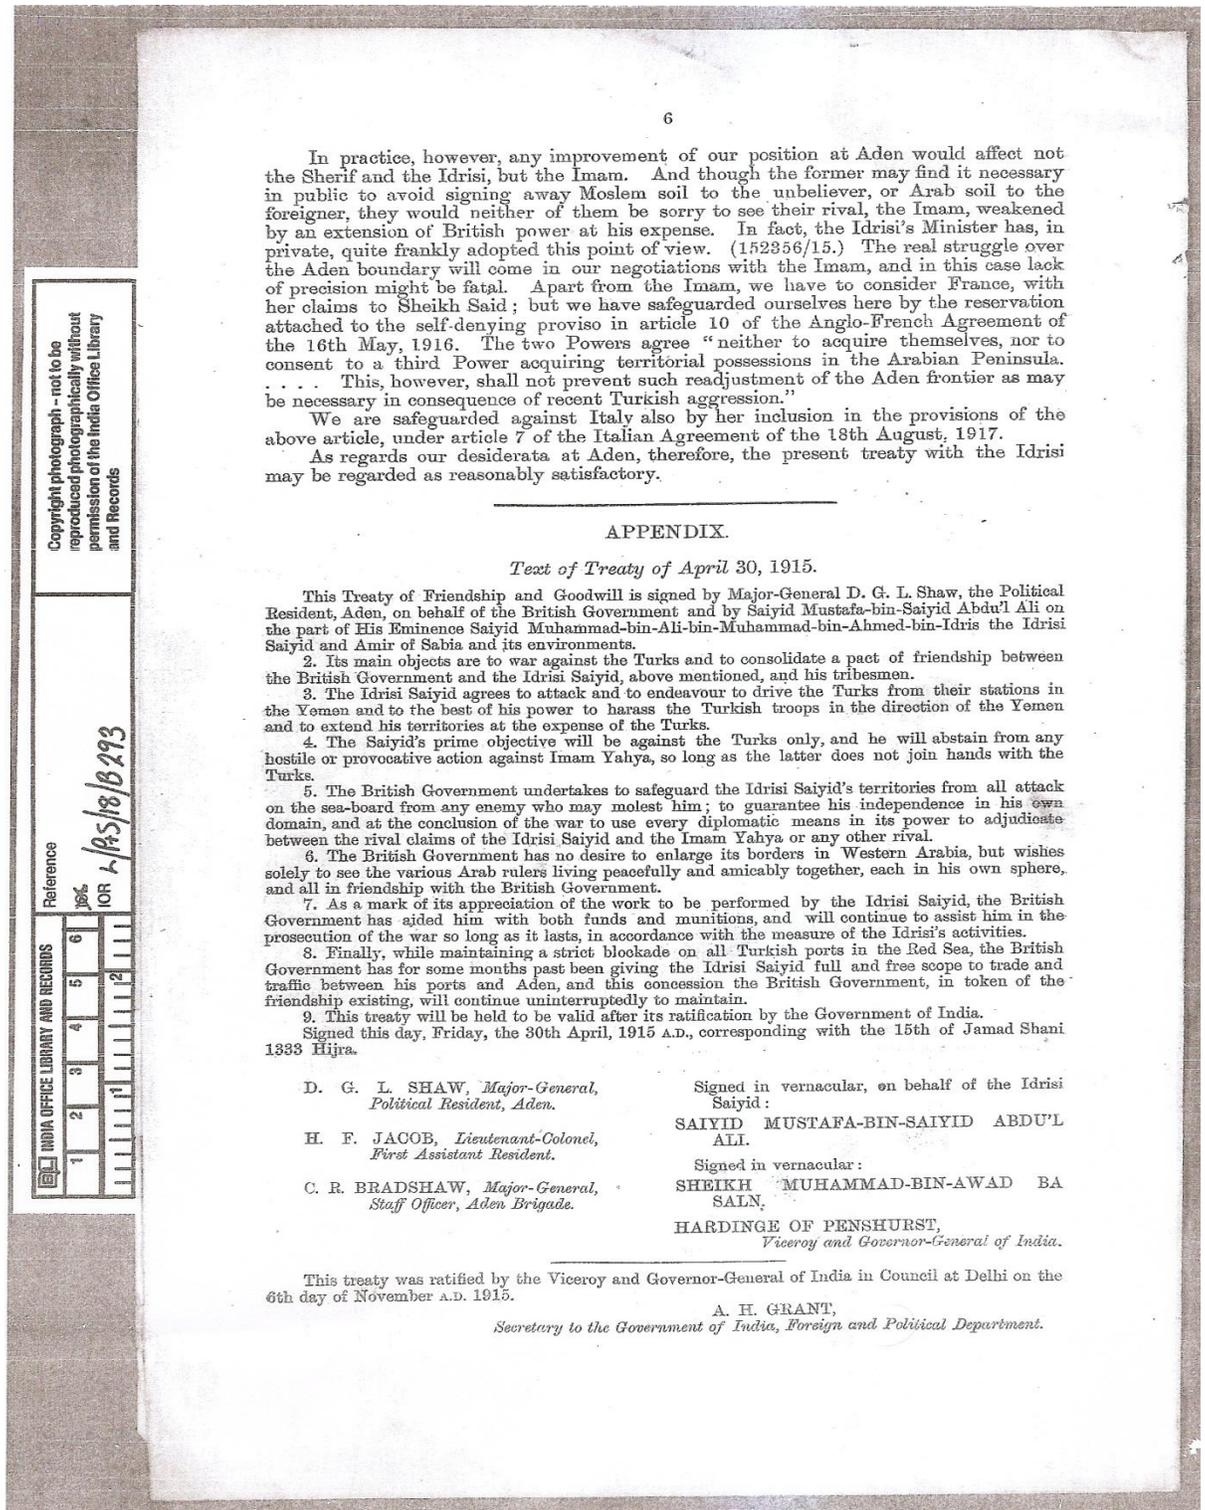 6
In practice, however, any improvement of our position at Aden would affect not
the Sherif and the Idrisi, but the Imam. And though the former may find it necessary
in public to avoid signing away Moslem soil to the unbeliever, or Arab soil to the
foreigner, they would neither of them be sorry to see their rival, the Imam, weakened
by an extension of British power at his expense. In fact, the Idrisi's Minister has, in
private, quite frankly adopted this point of view. (152356/15.) The real struggle over
the Aden boundary will come in our negotiations with the Imam, and in this case lack
of precision might be fatal. Apart from the Imam, we have to consider France, with
her claims to Sheikh Said; but we have safeguarded ourselves here by the reservation
attached to the self-denying proviso in article 10 of the Anglo-French Agreement of
the 16th May, 1916. The two Powers agree "neither to acquire themselves, nor to
consent to a third Power acquiring territorial possessions in the Arabian Peninsula.
. . . . This, however, shall not prevent such readjustment of the Aden frontier as may
be necessary in consequence of recent Turkish aggression."
We are safeguarded against Italy also by her inclusion in the provisions of the
above article, under article 7 of the Italian Agreement of the 18th August, 1917.
As regards our desiderata at Aden, therefore, the present treaty with the Idrisi
may be regarded as reasonably satisfactory.
APPENDIX.
Text of Treaty of April 30, 1915.
This Treaty of Friendship and Goodwill is signed by Major-General D. G. L. Shaw, the Political
Resident, Aden, on behalf of the British Government and by Saiyid Mustafa-bin-Saiyid Abdu'l Ali on
the part of His Eminence Saiyid Muhammad-bin-Ali-bin-Muhammad-bin-Ahmed-bin-Idris the Idrisi
Saiyid and Amir of Sabia and its environments.
2. Its main objects are to war against the Turks and to consolidate a pact of friendship between
the British Government and the Idrisi Saiyid, above mentioned, and his tribesmen.
3. The Idrisi Saiyid agrees to attack and to endeavour to drive the Turks from their stations in
the Yemen and to the best of his power to harass the Turkish troops in the direction of the Yemen
and to extend his territories at the expense of the Turks.
4. The Saiyid's prime objective will be against the Turks only, and he will abstain from any
hostile or provocative action against Imam Yahya, so long as the latter does not join hands with the
Turks.
5. The British Government undertakes to safeguard the Idrisi Saiyid's territories from all attack
on the sea-board from any enemy who may molest him; to guarantee his independence in his own
domain, and at the conclusion of the war to use every diplomatic means in its power to adjudicate
between the rival claims of the Idrisi Saiyid and the Imam Yahya or any other rival.
6. The British Government has no desire to enlarge its borders in Western Arabia, but wishes
solely to see the various Arab rulers living peacefully and amicably together, each in his own sphere,
and all in friendship with the British Government.
7. As a mark of its appreciation of the work to be performed by the Idrisi Saiyid, the British
Government has aided him with both funds and munitions, and will continue to assist him in the
prosecution of the war so long as it lasts, in accordance with the measure of the Idrisi's activities.
8. Finally, while maintaining a strict blockade on all Turkish ports in the Red Sea, the British
Government has for some months past been giving the Idrisi Saiyid full and free scope to trade and
traffic between his ports and Aden, and this concession the British Government, in token of the
friendship existing, will continue uninterruptedly to maintain.
9. This treaty will be held to be valid after its ratification by the Government of India.
Signed this day, Friday, the 30th April, 1915 A.D., corresponding with the 15th of Jamad Shani
1333 Hijra.
D. G. L. SHAW, Major-General,
Political Resident, Aden.
H. F. JACOB, Lieutenant-Colonel,
First Assistant Resident.
C. R. BRADSHAW, Major-General,
Staff Officer, Aden Brigade.
Signed in vernacular, on behalf of the Idrisi
Saiyid:
SAIYID MUSTAFA-BIN-SAIYID ABDU'L
ALI.
Signed in vernacular:
SHEIKH MUHAMMAD-BIN-AWAD BA
SALN.
HARDINGE OF PENSHURST,
Viceroy and Governor-General of India.
This treaty was ratified by the Viceroy and Governor-General of India in Council at Delhi on the
6th day of November A.D. 1915.
A. H. GRANT,
Secretary to the Government of India, Foreign and Political Department.
Copyright photograph - not to be
reproduced photographically without
permission of the India Office Library
and Records
Reference
IOR L/PS/18/B293
INDIA OFFICE LIBRARY AND RECORDS
1 2 3 4 5 6
1 2